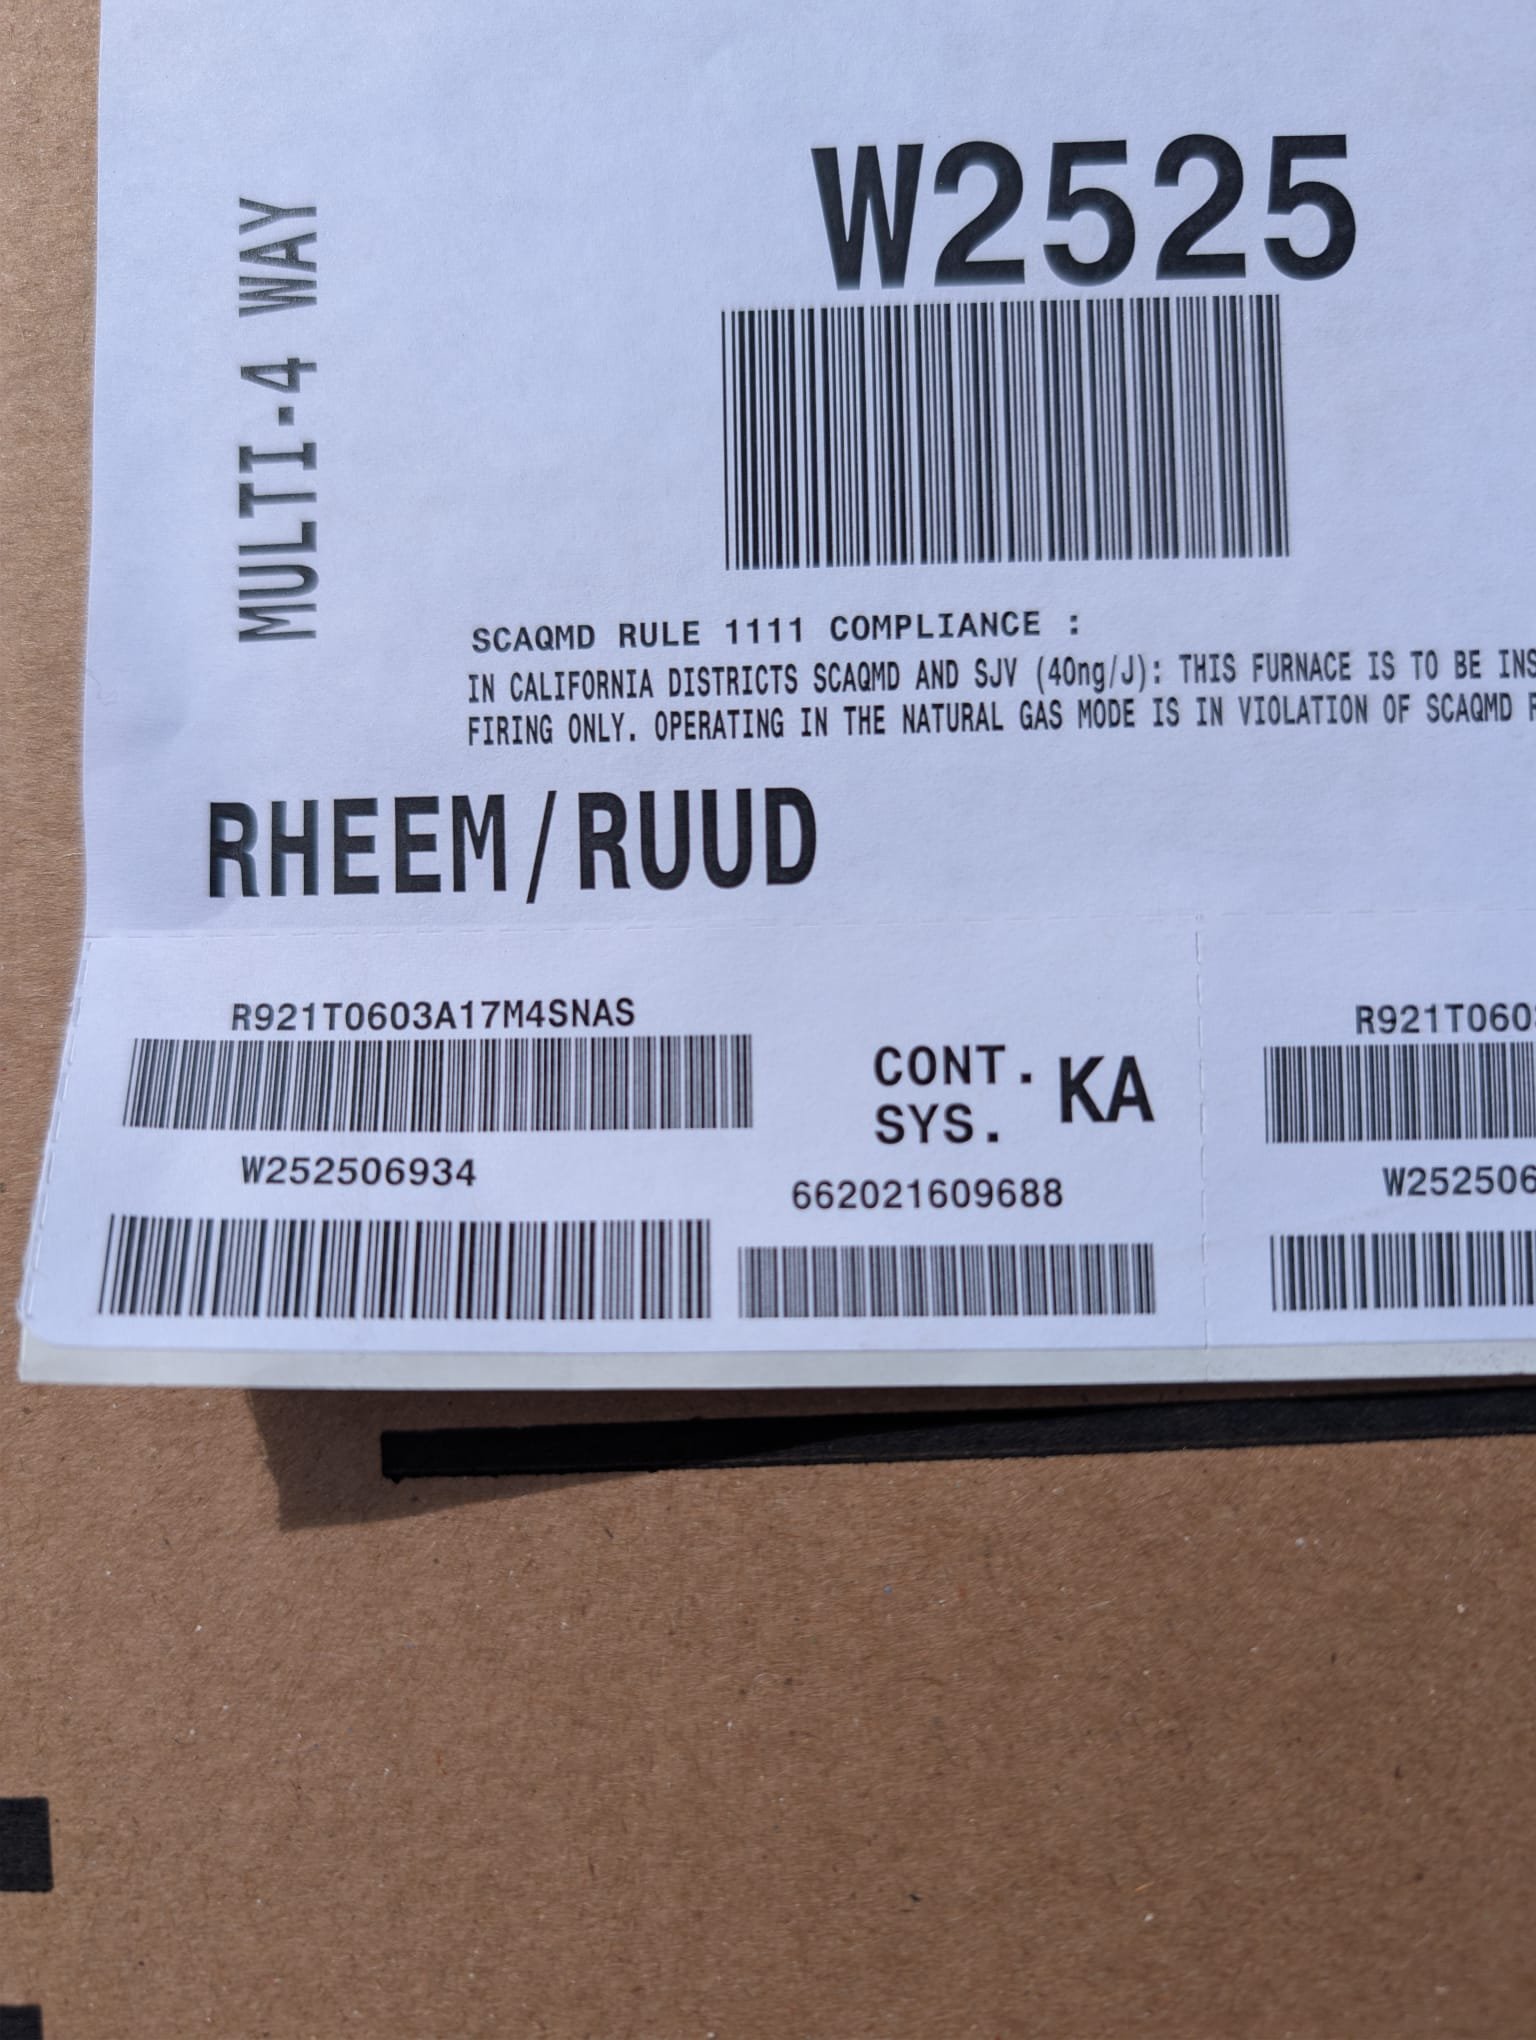 W2525
MULTI-4 WAY
SCAQMD RULE 1111 COMPLIANCE :
IN CALIFORNIA DISTRICTS SCAQMD AND SJV (40ng/J): THIS FURNACE IS TO BE INS
FIRING ONLY. OPERATING IN THE NATURAL GAS MODE IS IN VIOLATION OF SCAQMD
RHEEM/RUUD
R921T0603A17M4SNAS
CONT. KA
SYS.
W252506934
662021609688
R921T060
W252506